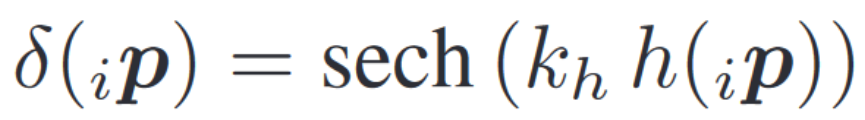 δ(ᵢ𝒑) = sech (kₕ h(ᵢ𝒑))